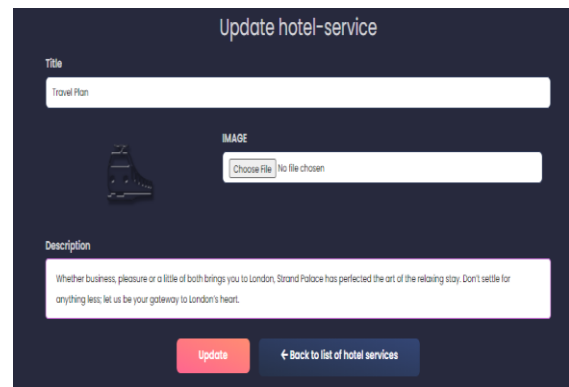 Update hotel-service
Title
Travel Plan
IMAGE
Choose File No file chosen
Description
Whether business, pleasure or a little of both brings you to London, Strand Palace has perfected the art of the relaxing stay. Don't settle for
anything less; let us be your gateway to London's heart.
Update
← Back to list of hotel services